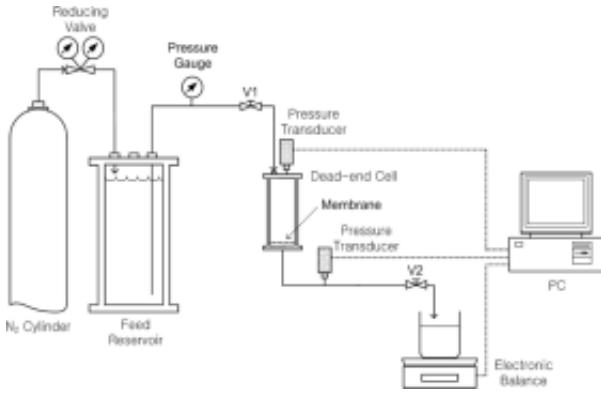 Reducing
Valve
Pressure
Gauge
V1
Pressure
Transducer
Dead-end Cell
Membrane
Pressure
Transducer
V2
PC
N₂ Cylinder
Feed
Reservoir
Electronic
Balance